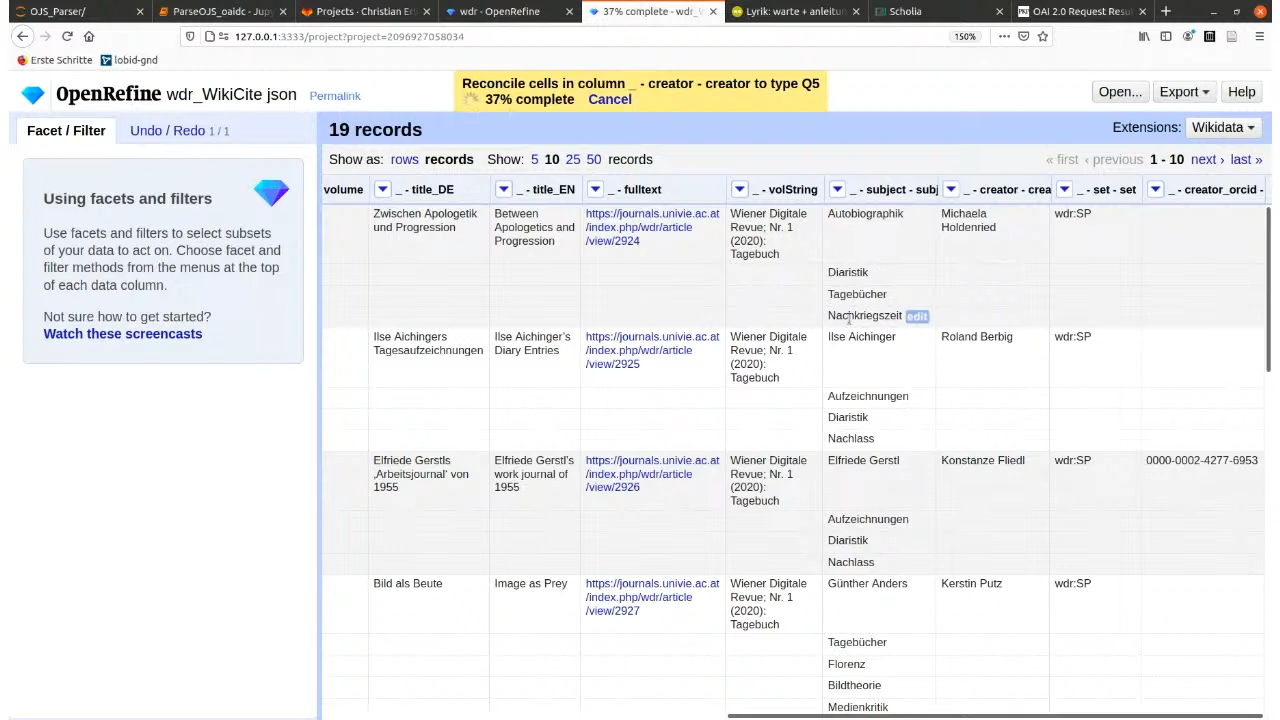 OJS_Parser/
ParseOJS_oaidc - Jupy
Projects · Christian Erl
wdr - OpenRefine
37% complete - wdr_W
Lyrik: warte + anleitun
Scholia
OAI 2.0 Request Resu
127.0.0.1:3333/project?project=2096927058034
150%
Erste Schritte
lobid-gnd
OpenRefine wdr_WikiCite json
Permalink
Reconcile cells in column _ - creator - creator to type Q5
37% complete
Cancel
Open...
Export
Help
Facet / Filter
Undo / Redo 1 / 1
19 records
Extensions: Wikidata
Show as: rows records
Show: 5 10 25 50 records
« first ‹ previous 1 - 10 next › last »
Using facets and filters
Use facets and filters to select subsets
of your data to act on. Choose facet and
filter methods from the menus at the top
of each data column.
Not sure how to get started?
Watch these screencasts
volume
_ - title_DE
_ - title_EN
_ - fulltext
_ - volString
_ - subject - subj
_ - creator - crea
_ - set - set
_ - creator_orcid -
Zwischen Apologetik
und Progression
Between
Apologetics and
Progression
https://journals.univie.ac.at
/index.php/wdr/article
/view/2924
Wiener Digitale
Revue; Nr. 1
(2020):
Tagebuch
Autobiographik
Michaela
Holdenried
wdr:SP
Diaristik
Tagebücher
Nachkriegszeit
edit
Ilse Aichingers
Tagesaufzeichnungen
Ilse Aichinger’s
Diary Entries
https://journals.univie.ac.at
/index.php/wdr/article
/view/2925
Wiener Digitale
Revue; Nr. 1
(2020):
Tagebuch
Ilse Aichinger
Roland Berbig
wdr:SP
Aufzeichnungen
Diaristik
Nachlass
Elfriede Gerstls
‚Arbeitsjournal‘ von
1955
Elfriede Gerstl’s
work journal of
1955
https://journals.univie.ac.at
/index.php/wdr/article
/view/2926
Wiener Digitale
Revue; Nr. 1
(2020):
Tagebuch
Elfriede Gerstl
Konstanze Fliedl
wdr:SP
0000-0002-4277-6953
Aufzeichnungen
Diaristik
Nachlass
Bild als Beute
Image as Prey
https://journals.univie.ac.at
/index.php/wdr/article
/view/2927
Wiener Digitale
Revue; Nr. 1
(2020):
Tagebuch
Günther Anders
Kerstin Putz
wdr:SP
Tagebücher
Florenz
Bildtheorie
Medienkritik